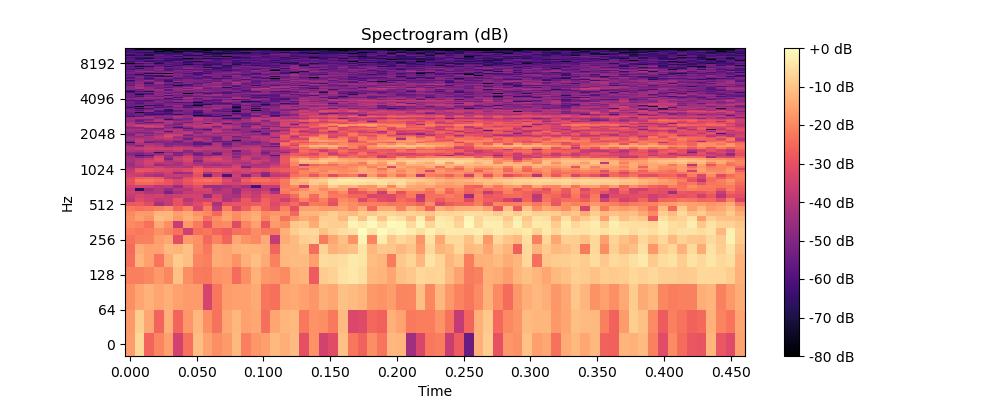 Spectrogram (dB)
8192
4096
2048
1024
512
256
128
64
0
Hz
0.000 0.050 0.100 0.150 0.200 0.250 0.300 0.350 0.400 0.450
Time
+0 dB
-10 dB
-20 dB
-30 dB
-40 dB
-50 dB
-60 dB
-70 dB
-80 dB